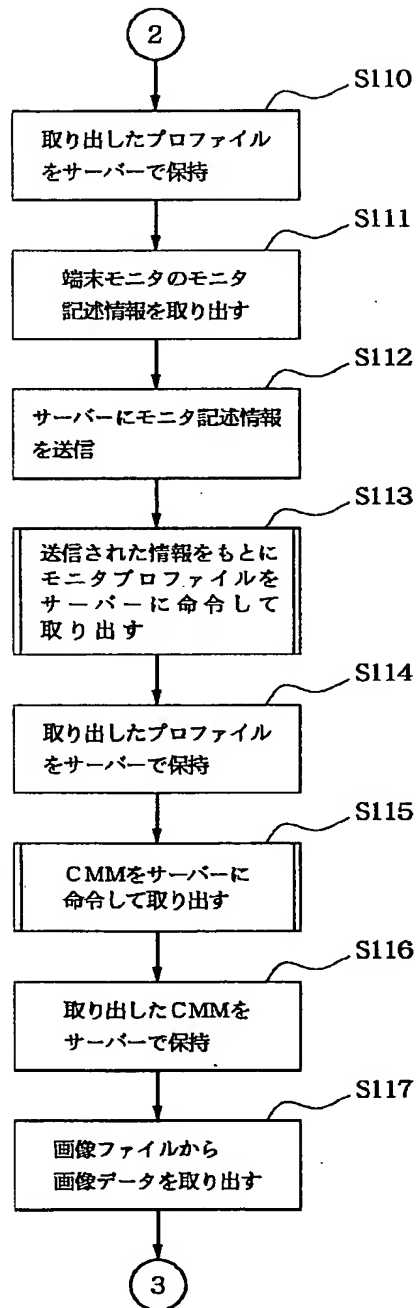 2
S110
取り出したプロファイル
をサーバーで保持
S111
端末モニタのモニタ
記述情報を取り出す
S112
サーバーにモニタ記述情報
を送信
S113
送信された情報をもとに
モニタプロファイルを
サーバーに命令して
取り出す
S114
取り出したプロファイル
をサーバーで保持
S115
CMMをサーバーに
命令して取り出す
S116
取り出したCMMを
サーバーで保持
S117
画像ファイルから
画像データを取り出す
3